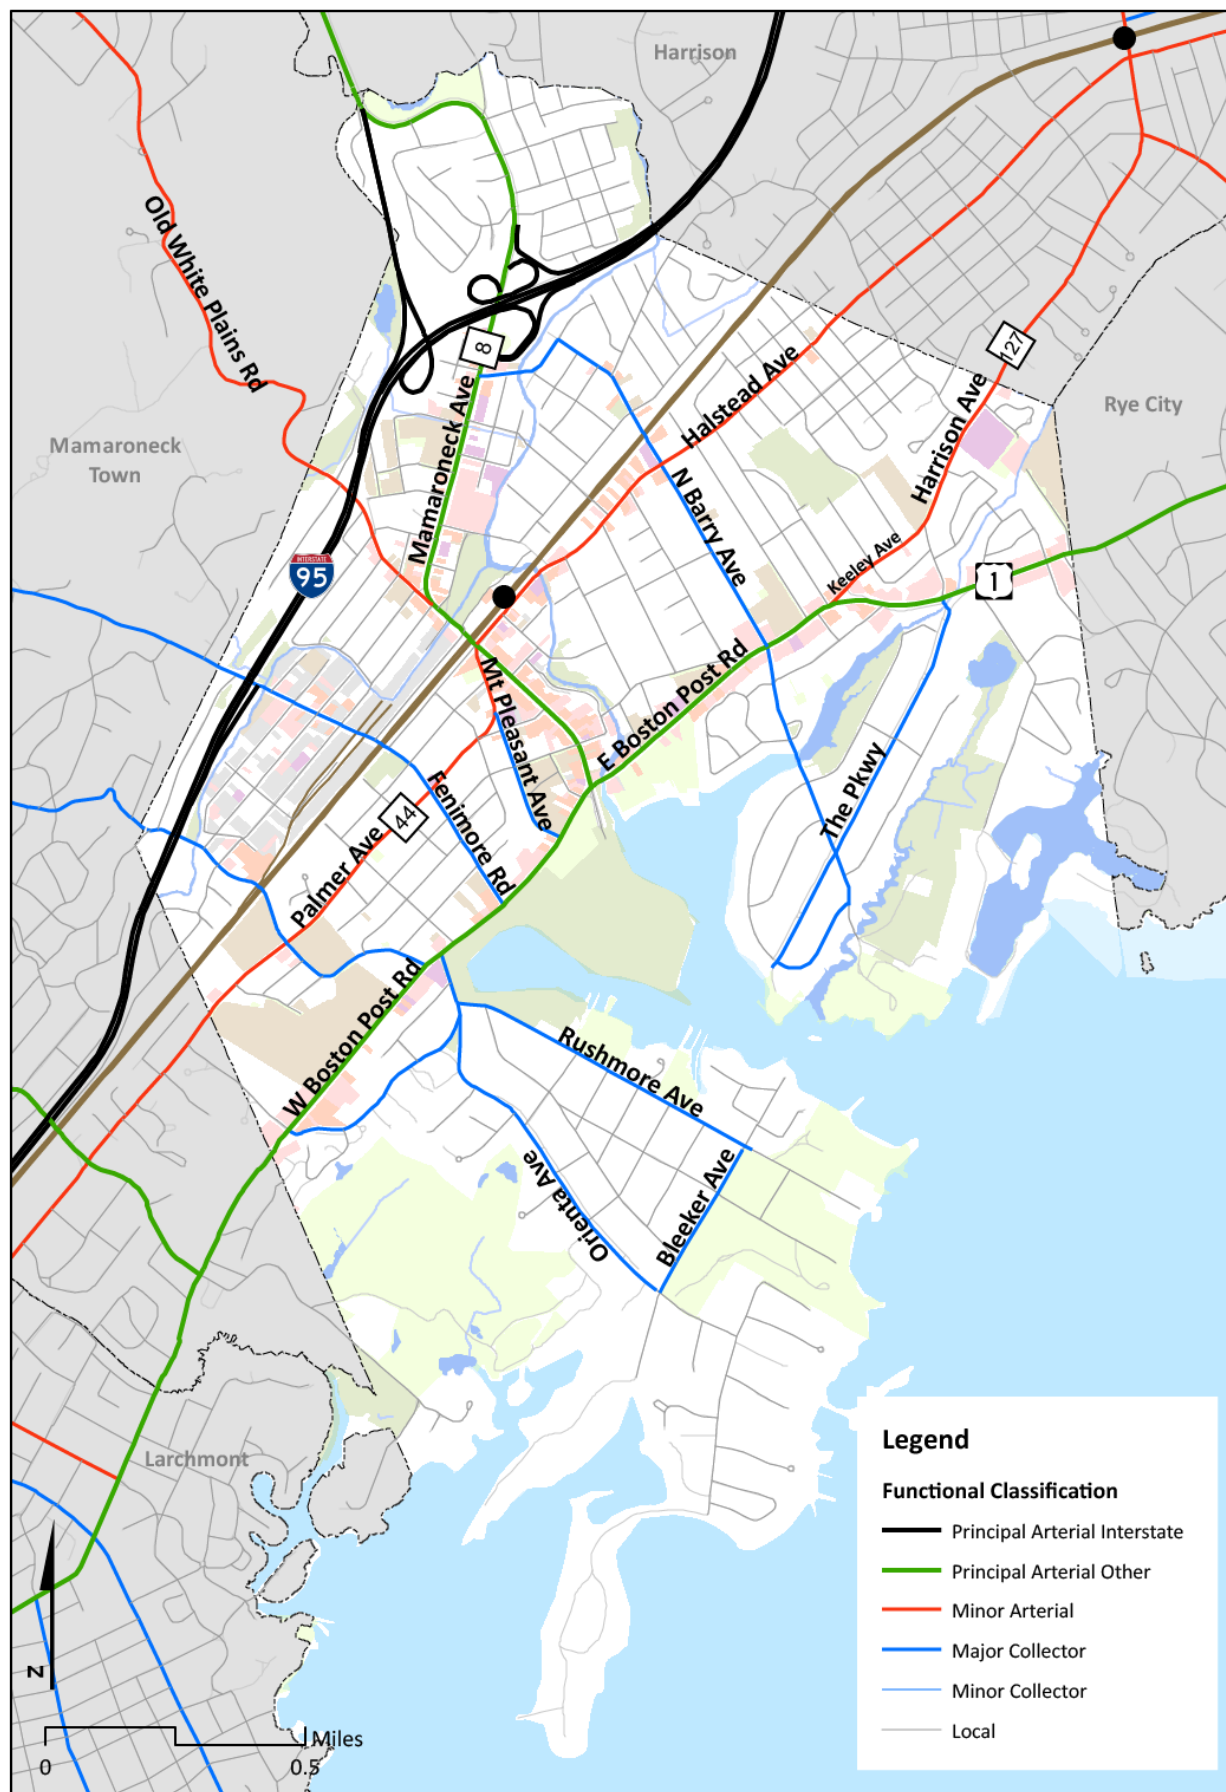 Harrison
Old White Plains Rd
8
127
Mamaroneck Ave
Halstead Ave
Harrison Ave
Rye City
Mamaroneck
Town
N Barry Ave
Keeley Ave
INTERSTATE
95
1
Mt Pleasant Ave
E Boston Post Rd
The Pkwy
Fenimore Rd
44
Palmer Ave
W Boston Post Rd
Rushmore Ave
Orienta Ave
Bleeker Ave
Larchmont
Legend
Functional Classification
Principal Arterial Interstate
Principal Arterial Other
Minor Arterial
Major Collector
Minor Collector
Local
N
Miles
0
0.5